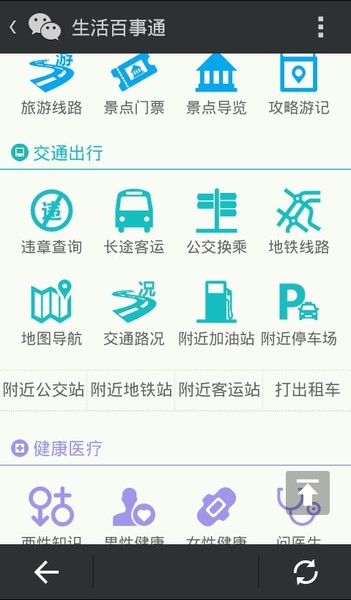 生活百事通
游
旅游线路 景点门票 景点导览 攻略游记
交通出行
违
违章查询 长途客运 公交换乘 地铁线路
况 P
地图导航 交通路况 附近加油站 附近停车场
附近公交站 附近地铁站 附近客运站 打出租车
健康医疗
两性知识 男性健康 女性健康 问医生